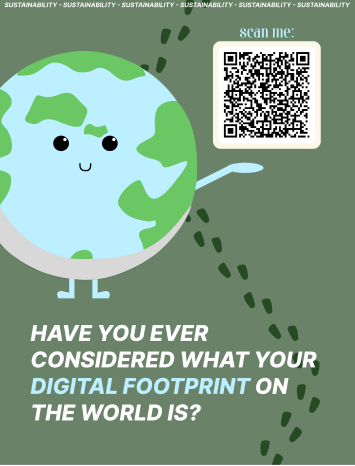 SUSTAINABILITY - SUSTAINABILITY - SUSTAINABILITY - SUSTAINABILITY - SUSTAINABILITY - SUSTAINABILITY
scan me:
HAVE YOU EVER
CONSIDERED WHAT YOUR
DIGITAL FOOTPRINT ON
THE WORLD IS?